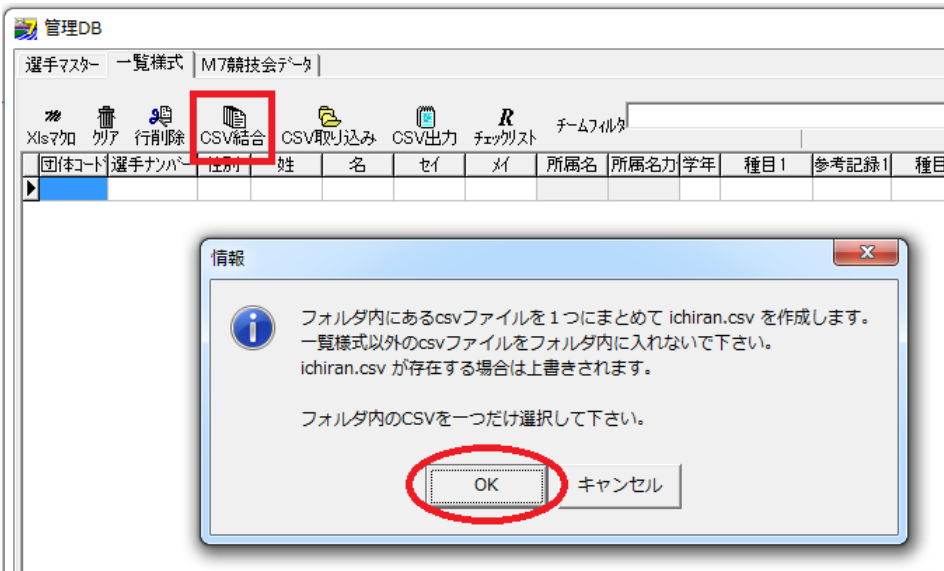 管理DB
選手マスター 一覧様式 M7競技会データ
Xlsマクロ クリア 行削除 CSV結合 CSV取り込み CSV出力 R チェックリスト チームフィルタ
団体コード 選手ナンバー 性別 姓 名 セイ メイ 所属名 所属名カ 学年 種目1 参考記録1 種目
情報
フォルダ内にあるcsvファイルを１つにまとめて ichiran.csv を作成します。
一覧様式以外のcsvファイルをフォルダ内に入れないで下さい。
ichiran.csv が存在する場合は上書きされます。
フォルダ内のCSVを一つだけ選択して下さい。
OK キャンセル